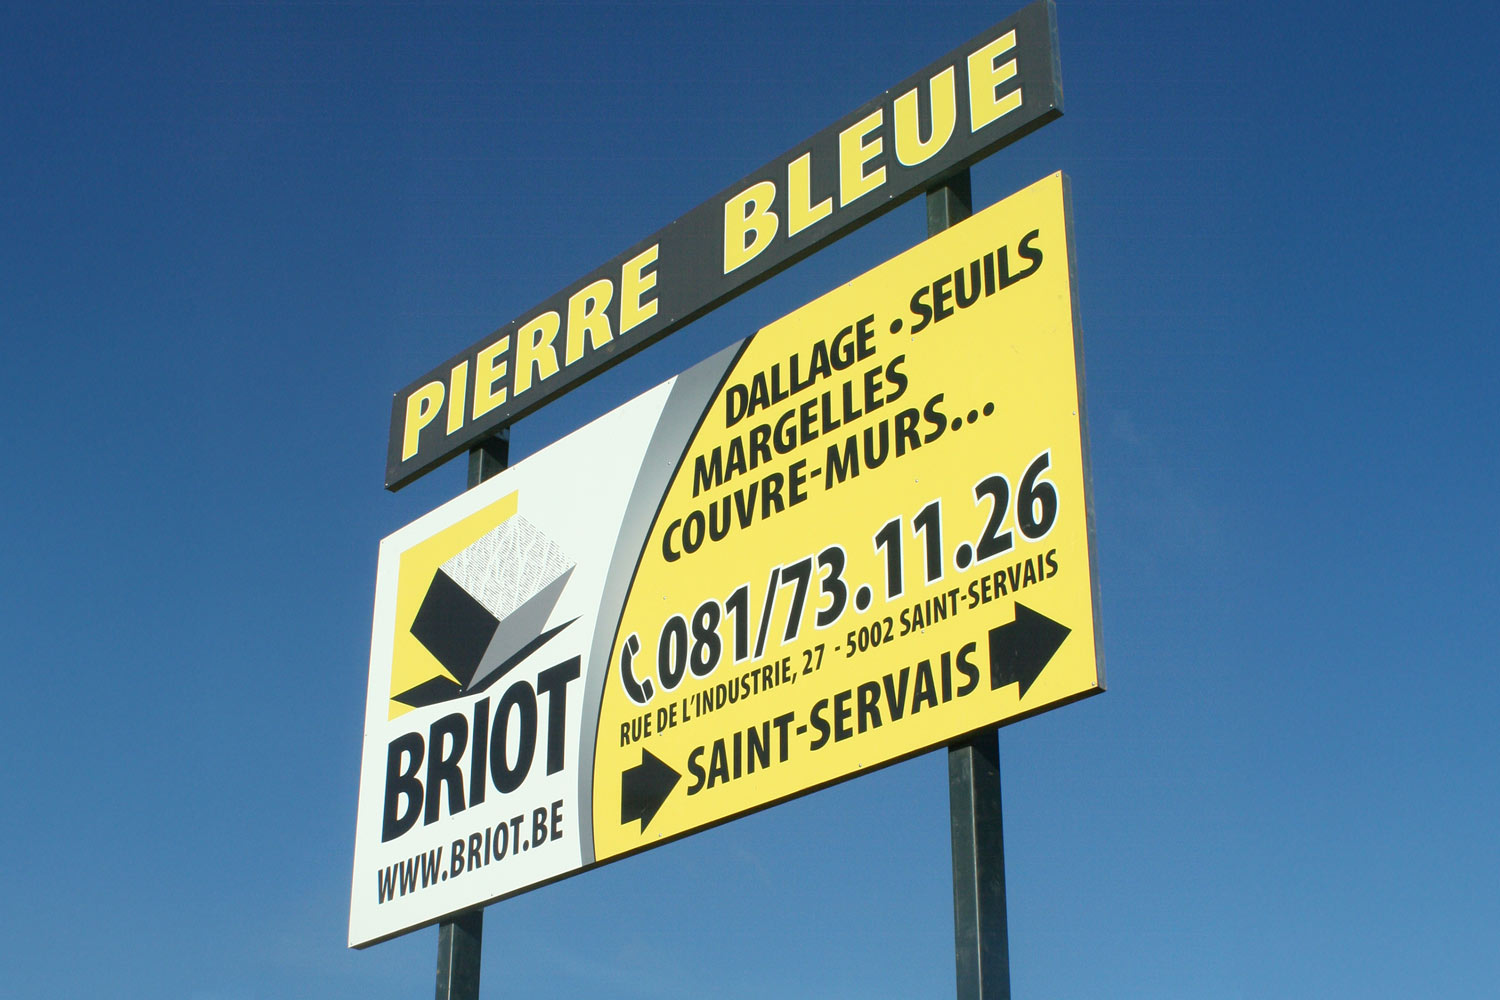 PIERRE BLEUE
DALLAGE • SEUILS
MARGELLES
COUVRE-MURS...
081/73.11.26
RUE DE L'INDUSTRIE, 27 - 5002 SAINT-SERVAIS
SAINT-SERVAIS
BRIOT
WWW.BRIOT.BE